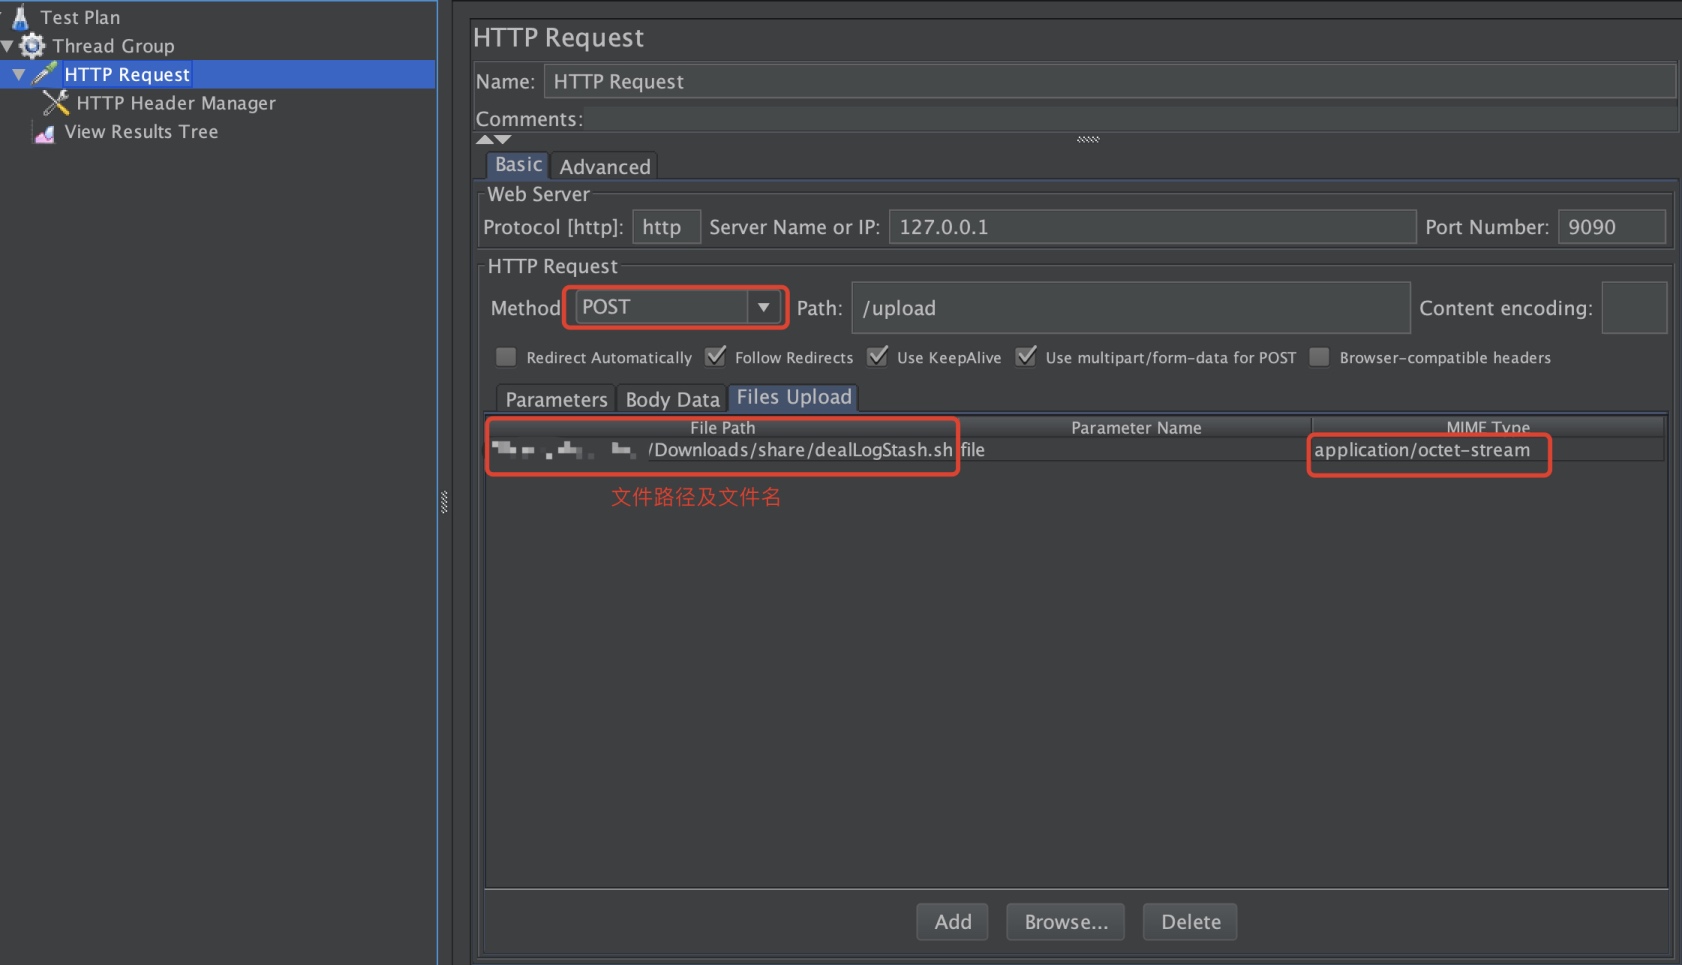 Test Plan
Thread Group
HTTP Request
HTTP Header Manager
View Results Tree
HTTP Request
Name: HTTP Request
Comments:
Basic Advanced
Web Server
Protocol [http]: http Server Name or IP: 127.0.0.1 Port Number: 9090
HTTP Request
Method POST Path: /upload Content encoding:
Redirect Automatically Follow Redirects Use KeepAlive Use multipart/form-data for POST Browser-compatible headers
Parameters Body Data Files Upload
File Path Parameter Name MIME Type
/Downloads/share/dealLogStash.sh file application/octet-stream
文件路径及文件名
Add Browse... Delete